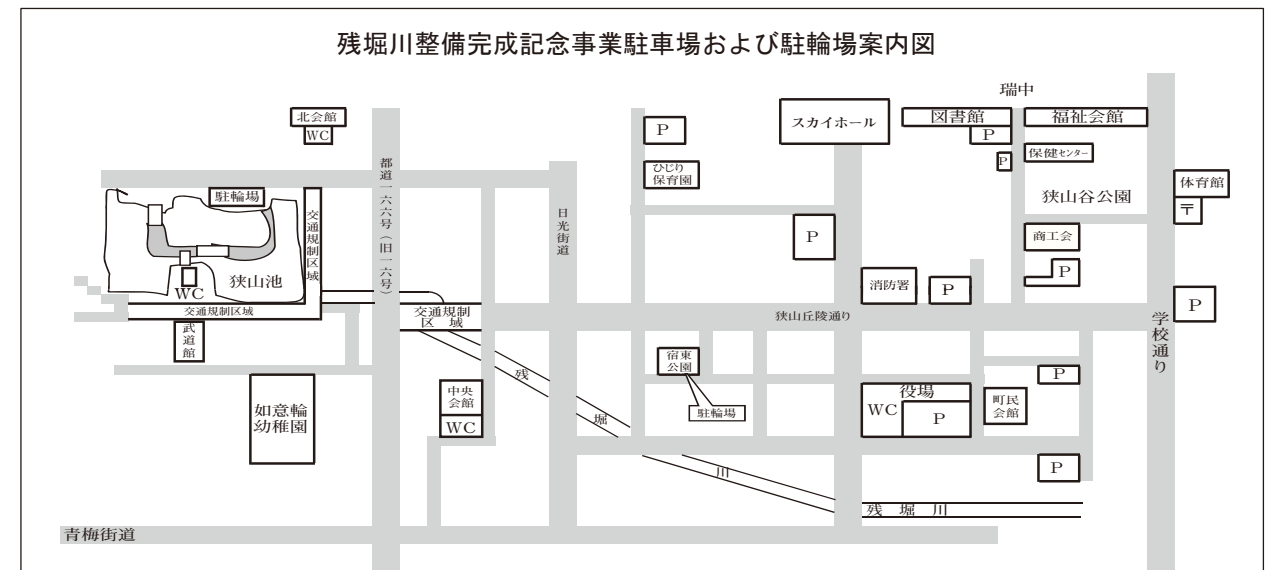 残堀川整備完成記念事業駐車場および駐輪場案内図
瑞中
北会館
WC
都道一六六号（旧一六号）
P
スカイホール
図書館
P
福祉会館
ひじり
保育園
P
保健センター
体育館
〒
駐輪場
交通規制区域
日光街道
狭山谷公園
P
商工会
狭山池
WC
消防署
P
P
P
交通規制区域
交通規制
区　域
狭山丘陵通り
学校通り
武道館
残
宿東
公園
P
如意輪
幼稚園
中央
会館
WC
堀
駐輪場
役場
WC
P
町民
会館
川
P
残　堀　川
青梅街道